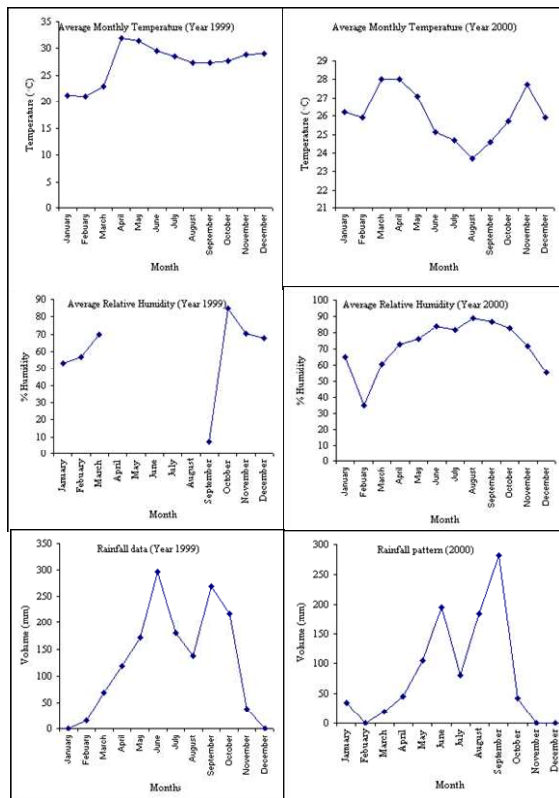 Average Monthly Temperature (Year 1999)
35
30
25
20
15
10
5
0
Temperature (◦C)
January
Febuary
March
April
May
June
July
August
September
October
November
December
Month
Average Monthly Temperature (Year 2000)
29
28
27
26
25
24
23
22
21
Temperature (◦C)
January
Febuary
March
April
May
June
July
August
September
October
November
December
Month
Average Relative Humidity (Year 1999)
90
80
70
60
50
40
30
20
10
0
% Humidity
January
February
March
April
May
June
July
August
September
October
November
December
Month
Average Relative Humidity (Year 2000)
100
90
80
70
60
50
40
30
20
10
0
% Humidity
January
Febuary
March
April
May
June
July
August
September
October
November
December
Month
Rainfall data (Year 1999)
350
300
250
200
150
100
50
0
Volume (mm)
January
Febuary
March
April
May
June
July
August
September
October
November
December
Months
Rainfall pattern (2000)
300
250
200
150
100
50
0
Volume (mm)
January
Febuary
March
April
May
June
July
August
September
October
November
December
Month